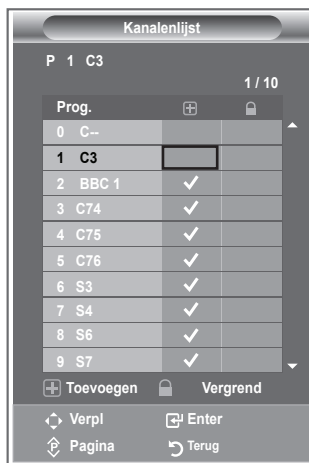 Kanalenlijst
P 1 C3
1 / 10
Prog.
0 C--
1 C3
2 BBC 1
3 C74
4 C75
5 C76
6 S3
7 S4
8 S6
9 S7
Toevoegen Vergrend
Verpl Enter
Pagina Terug